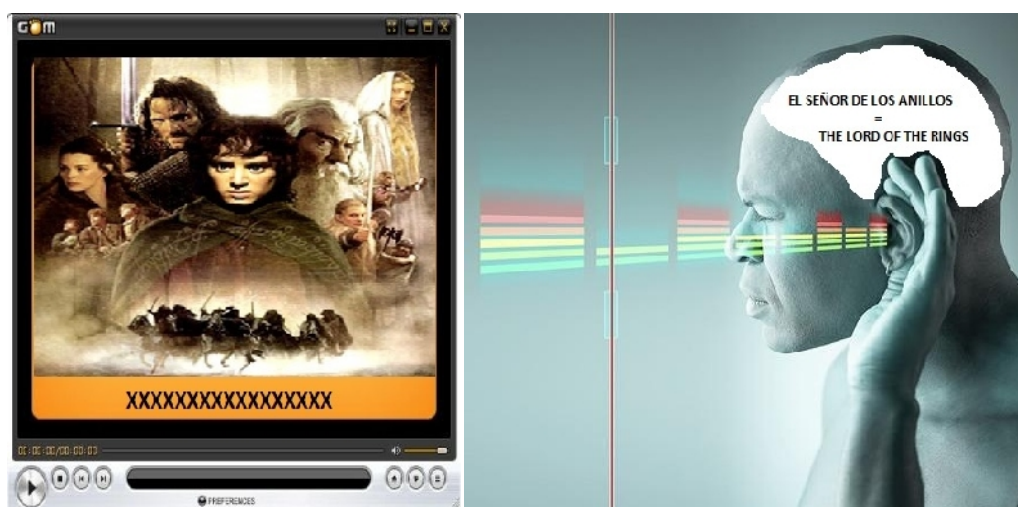 GOM
XXXXXXXXXXXXXXXXX
PREFERENCES
EL SEÑOR DE LOS ANILLOS
=
THE LORD OF THE RINGS